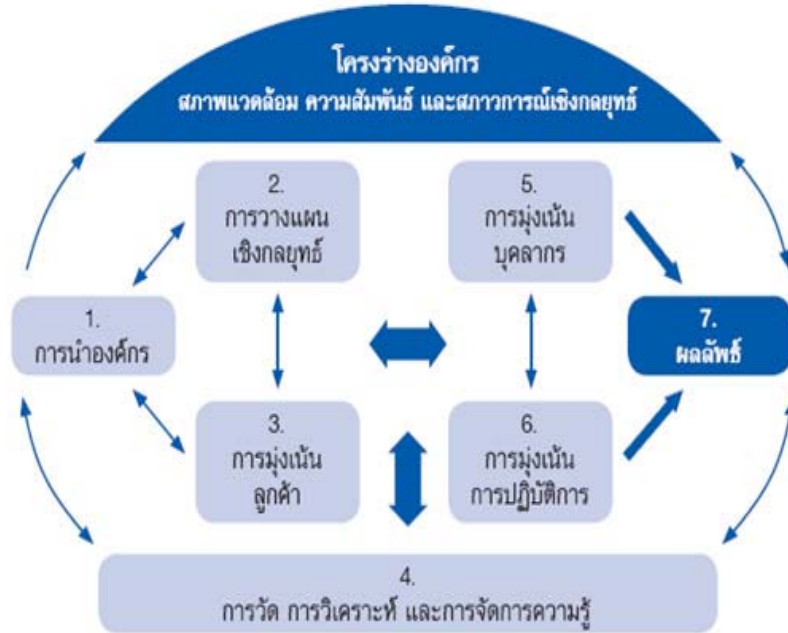 โครงร่างองค์กร
สภาพแวดล้อม ความสัมพันธ์ และสภาวการณ์เชิงกลยุทธ์
2.
การวางแผน
เชิงกลยุทธ์
5.
การมุ่งเน้น
บุคลากร
1.
การนำองค์กร
7.
ผลลัพธ์
3.
การมุ่งเน้น
ลูกค้า
6.
การมุ่งเน้น
การปฏิบัติการ
4.
การวัด การวิเคราะห์ และการจัดการความรู้